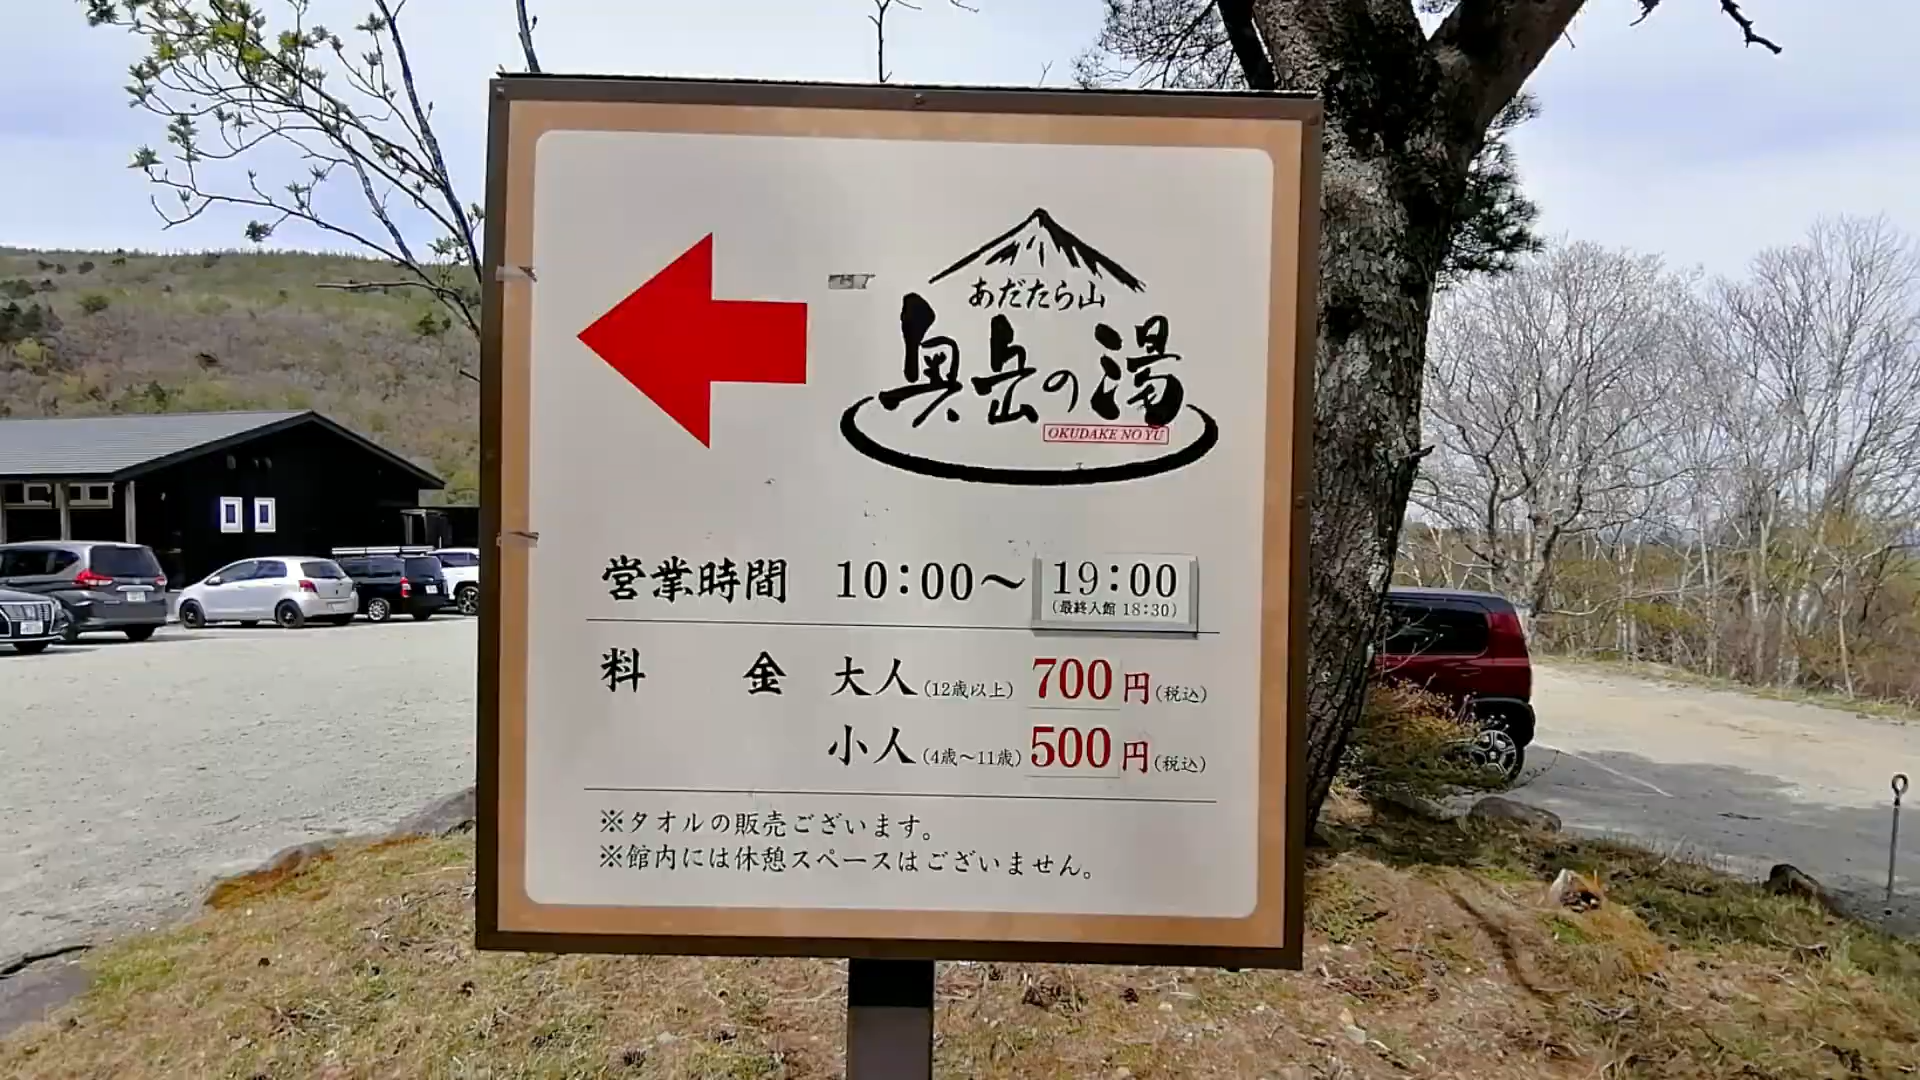 あだたら山
奥岳の湯
OKUDAKE NO YU
営業時間 10:00～19:00
(最終入館 18:30)
料金 大人(12歳以上) 700円(税込)
小人(4歳～11歳) 500円(税込)
※タオルの販売ございます。
※館内には休憩スペースはございません。